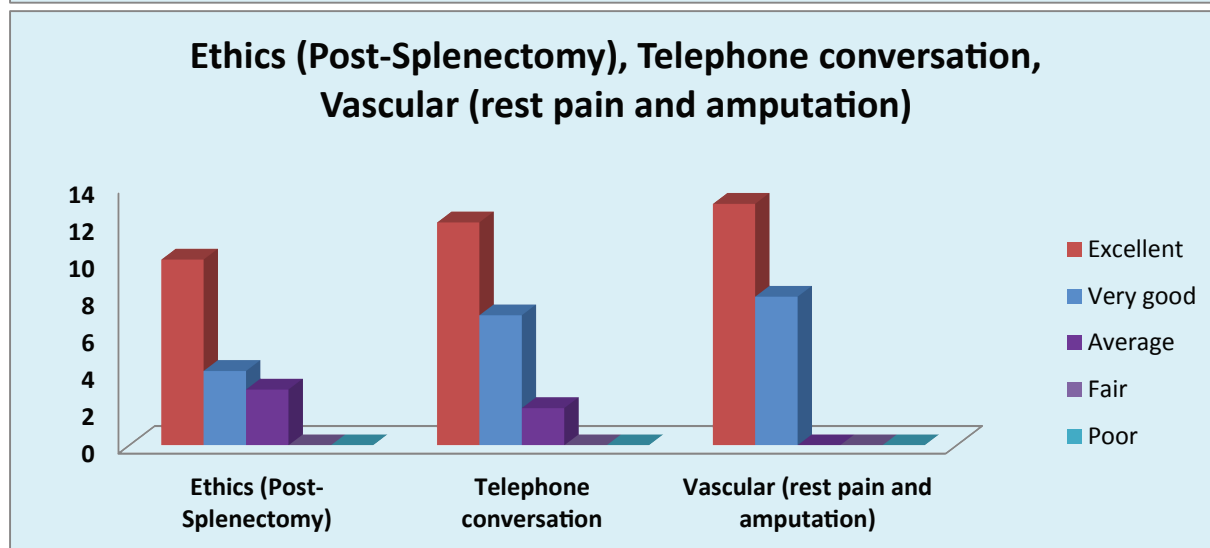 Ethics (Post-Splenectomy), Telephone conversation,
Vascular (rest pain and amputation)
14
12
10
8
6
4
2
0
Ethics (Post-
Splenectomy)
Telephone
conversation
Vascular (rest pain and
amputation)
Excellent
Very good
Average
Fair
Poor